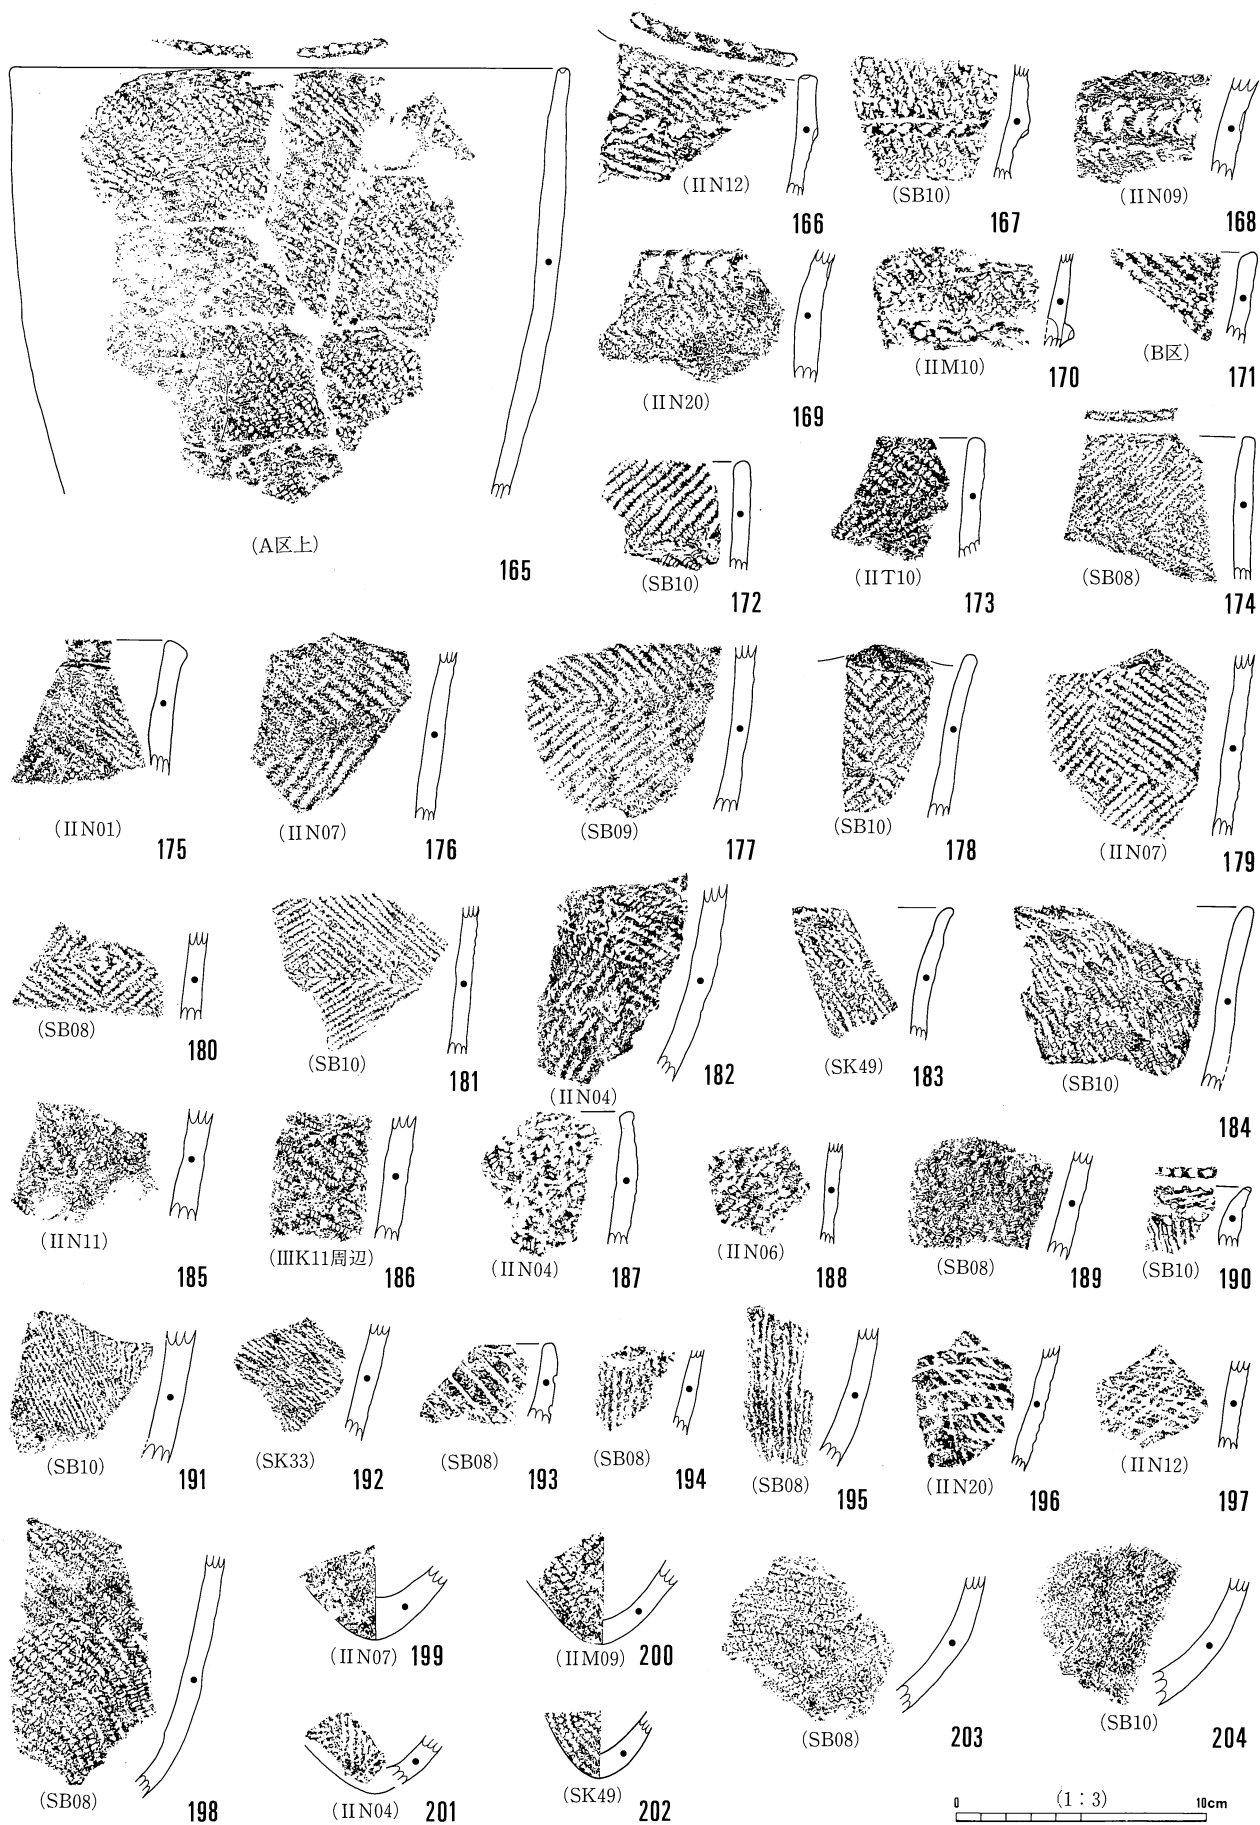 (A区上)
165
(ⅡN12)
166
(SB10)
167
(ⅡN09)
168
(ⅡN20)
169
(ⅡM10)
170
(B区)
171
(SB10)
172
(ⅡT10)
173
(SB08)
174
(ⅡN01)
175
(ⅡN07)
176
(SB09)
177
(SB10)
178
(ⅡN07)
179
(SB08)
180
(SB10)
181
(ⅡN04)
182
(SK49)
183
(SB10)
184
(ⅡN11)
185
(ⅢK11周辺)
186
(ⅡN04)
187
(ⅡN06)
188
(SB08)
189
(SB10)
190
(SB10)
191
(SK33)
192
(SB08)
193
(SB08)
194
(SB08)
195
(ⅡN20)
196
(ⅡN12)
197
(SB08)
198
(ⅡN07) 199
(ⅡM09) 200
(ⅡN04) 201
(SK49) 202
(SB08)
203
(SB10)
204
0 (1:3) 10cm